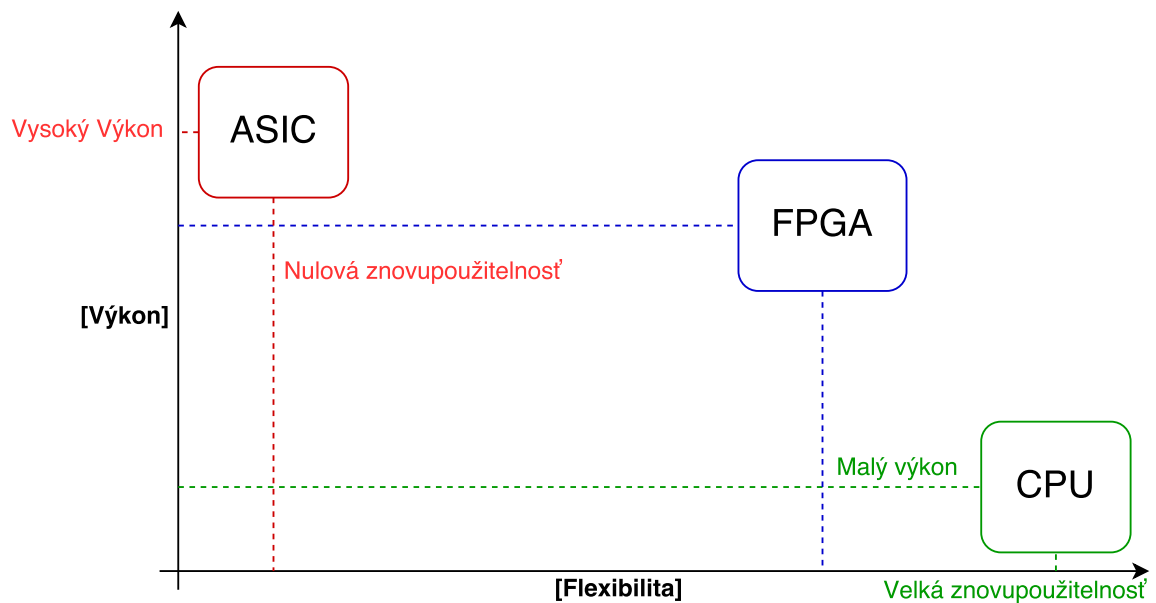 ASIC
Vysoký Výkon
FPGA
Nulová znovupoužitelnosť
[Výkon]
Malý výkon
CPU
[Flexibilita]
Velká znovupoužitelnosť